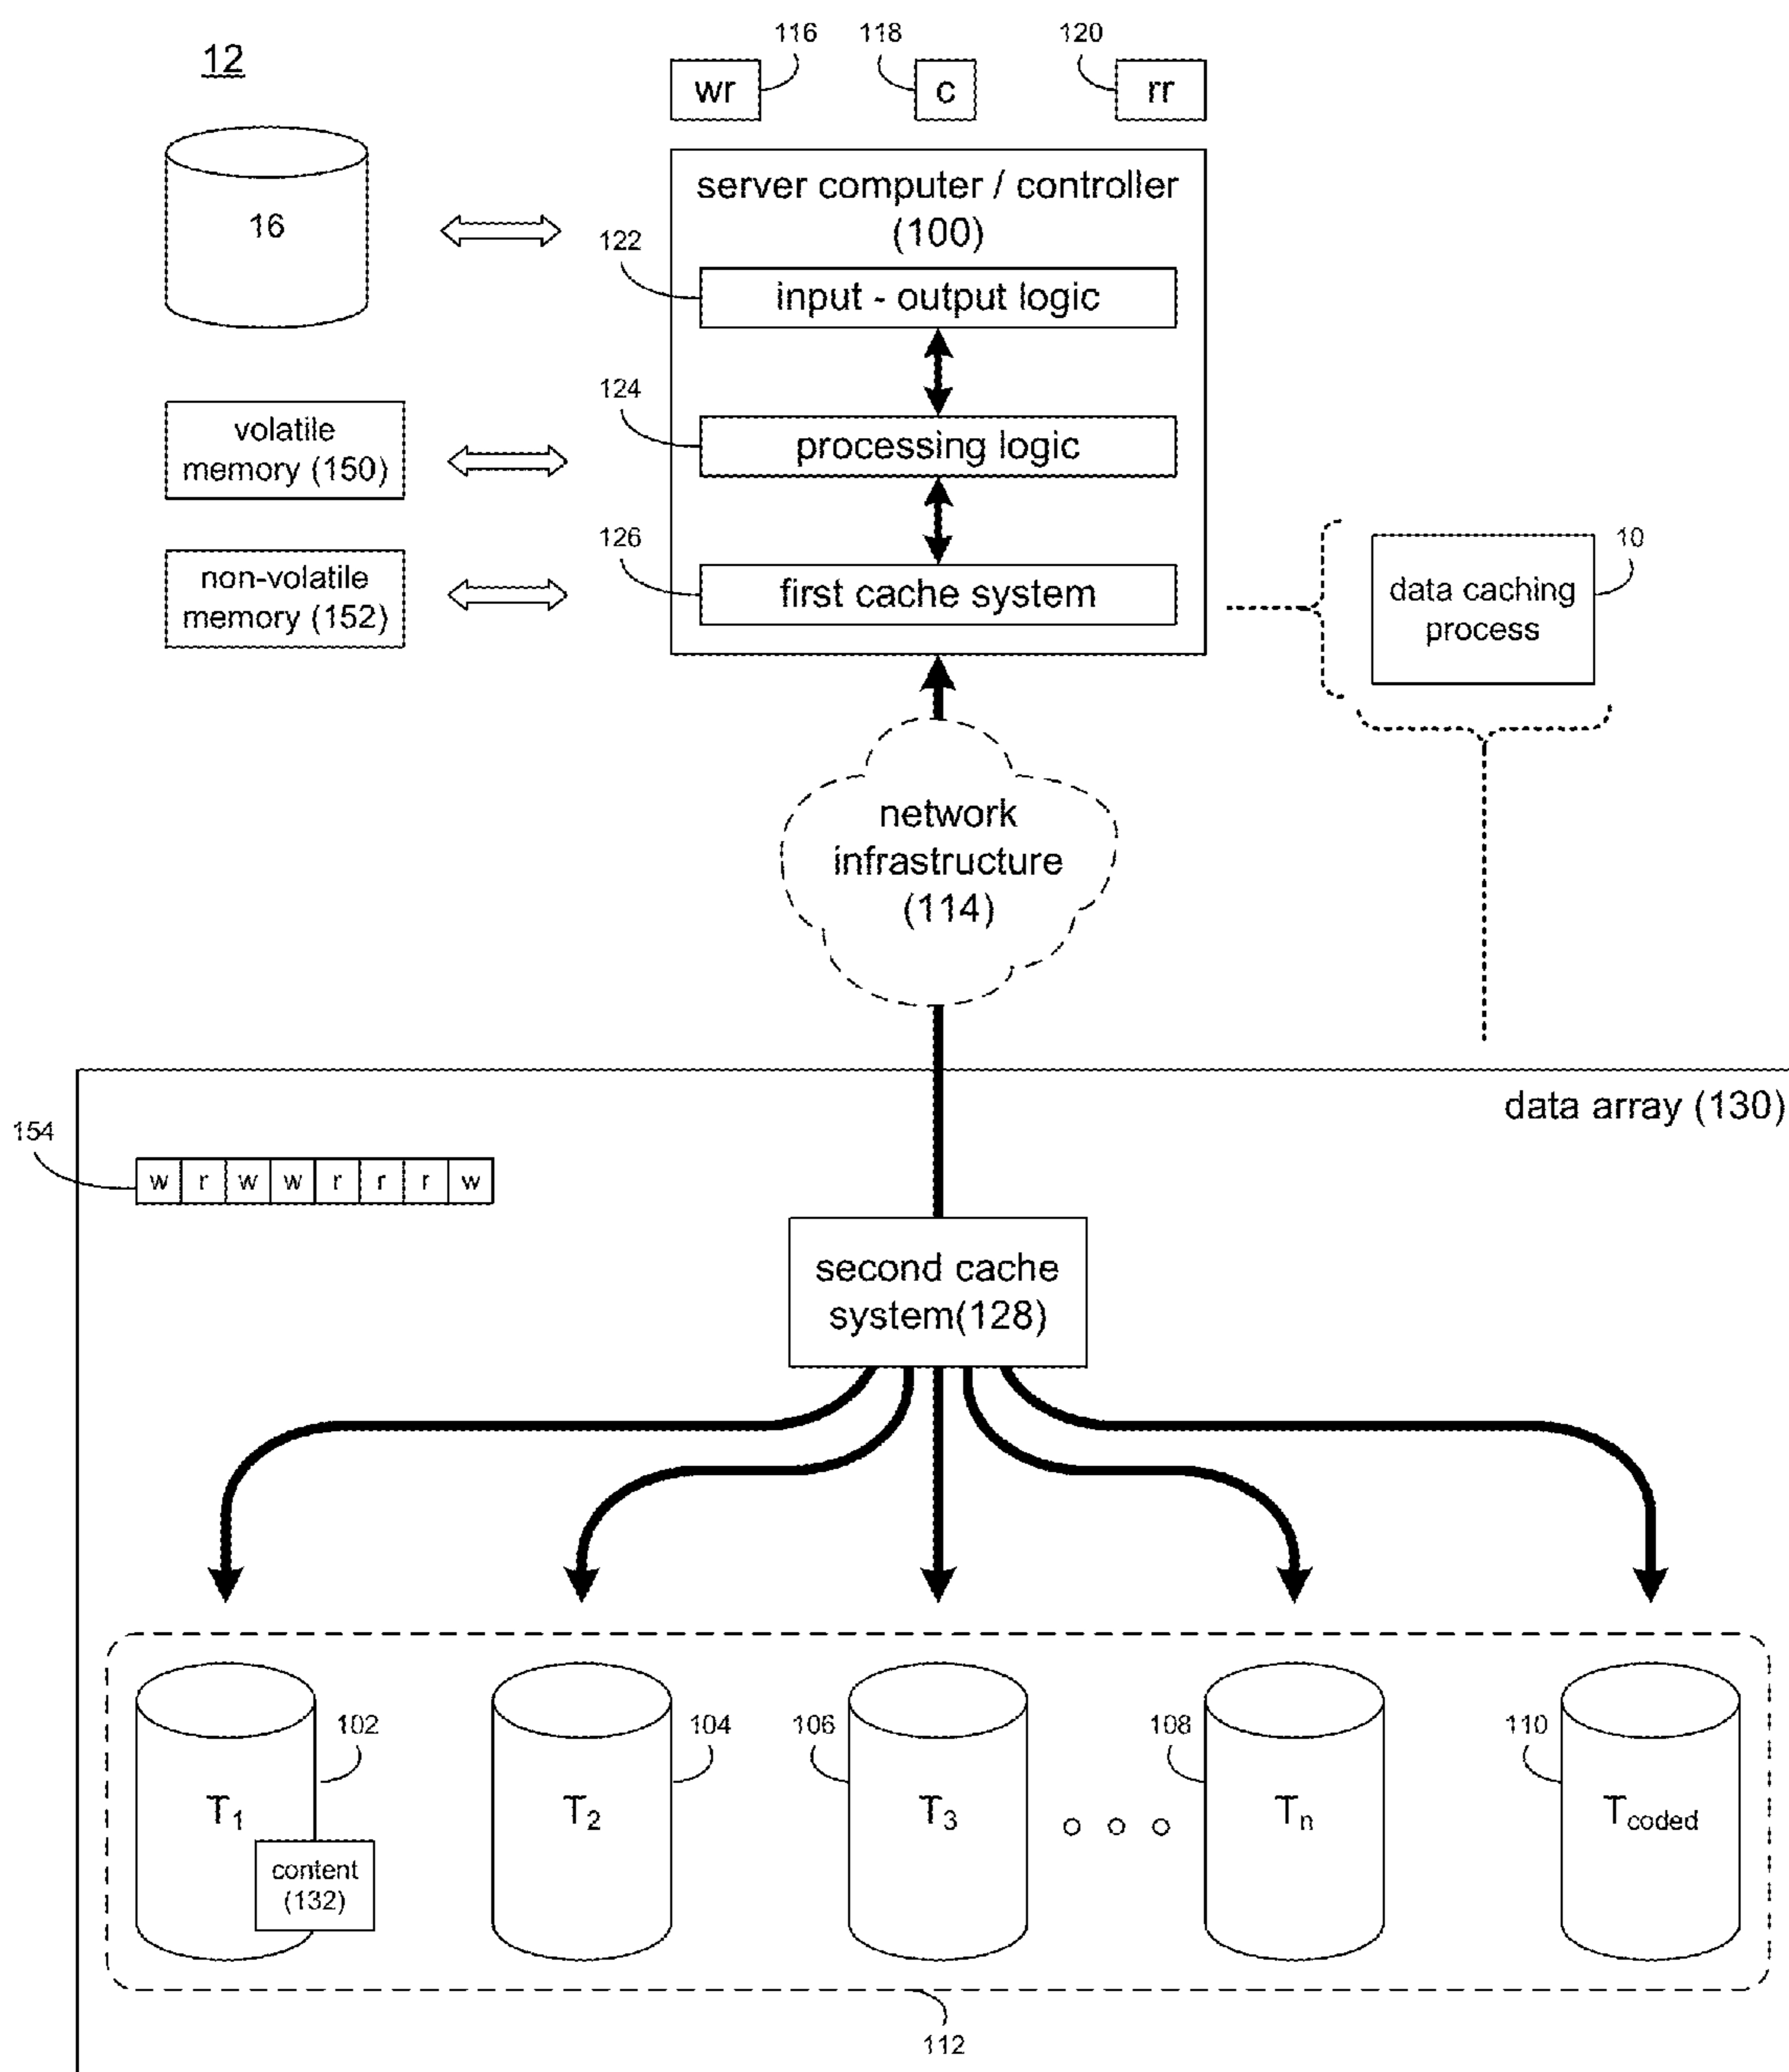 12
116
118
120
wr
c
rr
server computer / controller
(100)
16
122
input - output logic
volatile
memory (150)
124
processing logic
non-volatile
memory (152)
126
first cache system
10
data caching
process
network
infrastructure
(114)
data array (130)
154
w r w w r r r w
second cache
system(128)
102
104
106
108
110
T1
T2
T3
Tn
Tcoded
content
(132)
112